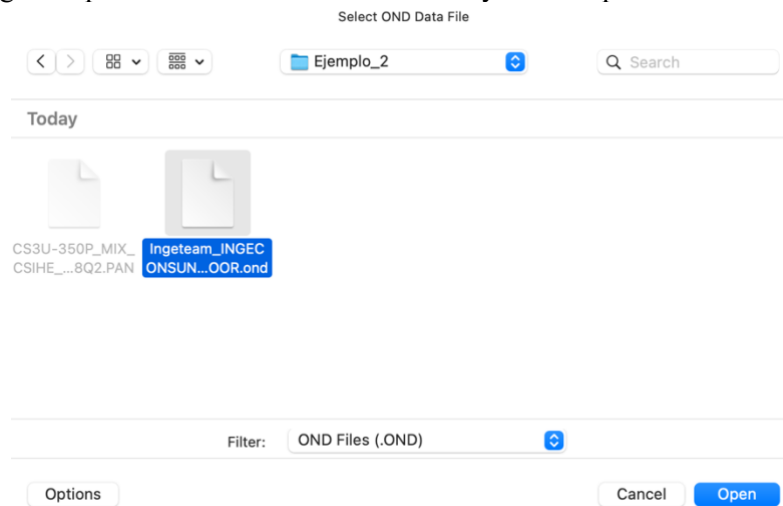 Select OND Data File
Ejemplo_2
Search
Today
CS3U-350P_MIX_
CSIHE_...8Q2.PAN
Ingeteam_INGEC
ONSUN...OOR.ond
Filter: OND Files (.OND)
Options
Cancel
Open